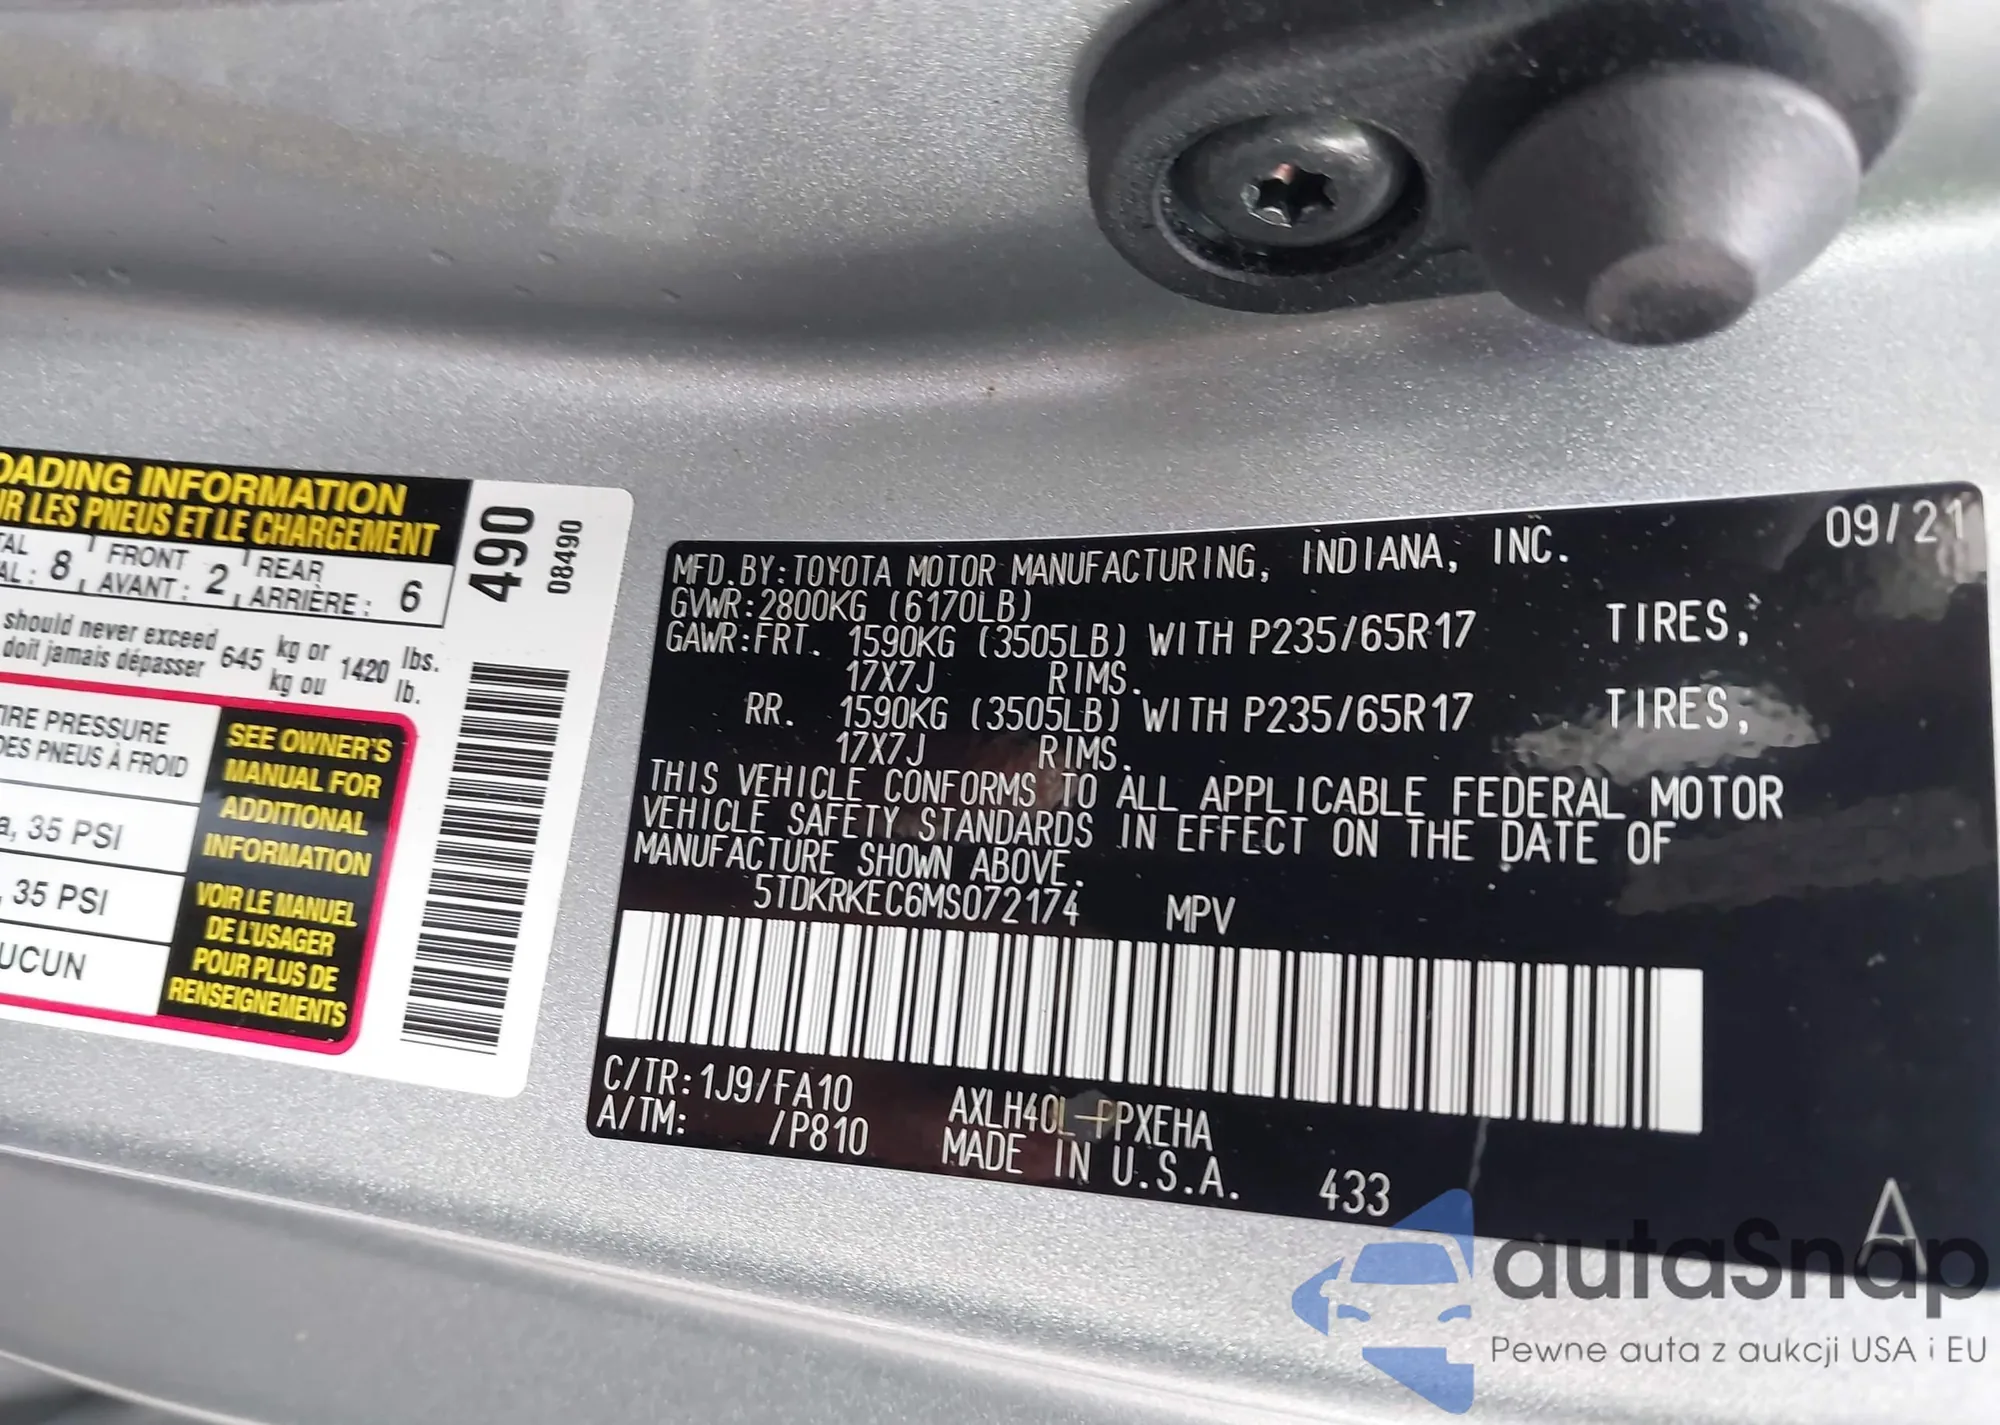 OADING INFORMATION
UR LES PNEUS ET LE CHARGEMENT
TAL FRONT REAR
AL: 8, AVANT: 2, ARRIÈRE: 6
should never exceed 645 kg or 1420 lbs.
doit jamais dépasser kg ou lb.
490
08490
IRE PRESSURE
DES PNEUS À FROID
a, 35 PSI
, 35 PSI
UCUN
SEE OWNER'S
MANUAL FOR
ADDITIONAL
INFORMATION
VOIR LE MANUEL
DE L'USAGER
POUR PLUS DE
RENSEIGNEMENTS
09/21
MFD.BY:TOYOTA MOTOR MANUFACTURING, INDIANA, INC.
GVWR:2800KG (6170LB)
GAWR:FRT. 1590KG (3505LB) WITH P235/65R17 TIRES,
17X7J RIMS.
RR. 1590KG (3505LB) WITH P235/65R17 TIRES,
17X7J RIMS.
THIS VEHICLE CONFORMS TO ALL APPLICABLE FEDERAL MOTOR
VEHICLE SAFETY STANDARDS IN EFFECT ON THE DATE OF
MANUFACTURE SHOWN ABOVE.
5TDKRKEC6MS072174 MPV
C/TR:1J9/FA10 AXLH40L-PPXEHA
A/TM: /P810 MADE IN U.S.A. 433
A
autaSnap
Pewne auta z aukcji USA i EU